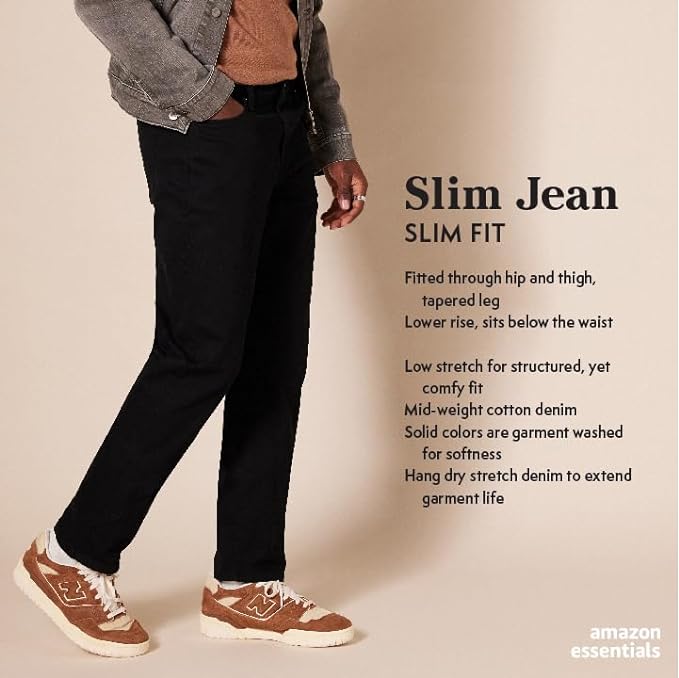 Slim Jean
SLIM FIT
Fitted through hip and thigh,
tapered leg
Lower rise, sits below the waist
Low stretch for structured, yet
comfy fit
Mid-weight cotton denim
Solid colors are garment washed
for softness
Hang dry stretch denim to extend
garment life
N
N
amazon
essentials